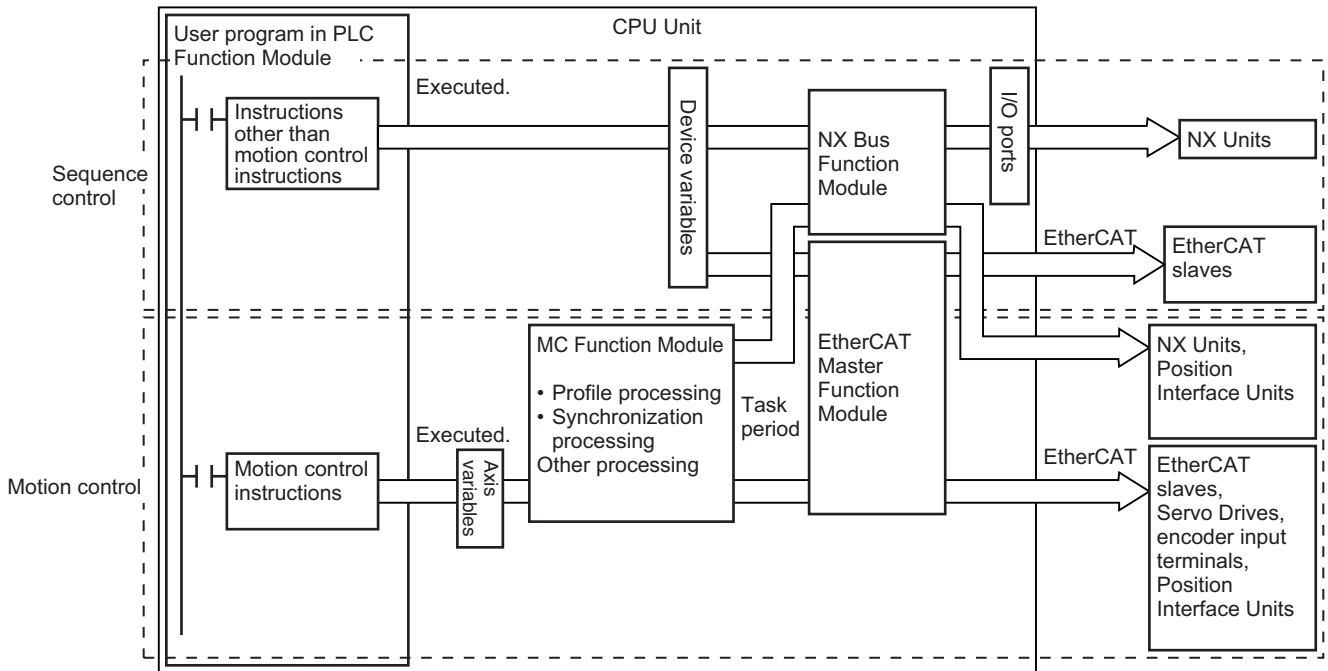 CPU Unit
User program in PLC
Function Module
Executed.
Instructions
other than
motion control
instructions
Device variables
NX Bus
Function
Module
I/O ports
NX Units
Sequence
control
EtherCAT
EtherCAT
slaves
MC Function Module
• Profile processing
• Synchronization
processing
Other processing
Task
period
EtherCAT
Master
Function
Module
NX Units,
Position
Interface Units
Motion control
Motion control
instructions
Executed.
Axis
variables
EtherCAT
EtherCAT
slaves,
Servo Drives,
encoder input
terminals,
Position
Interface Units